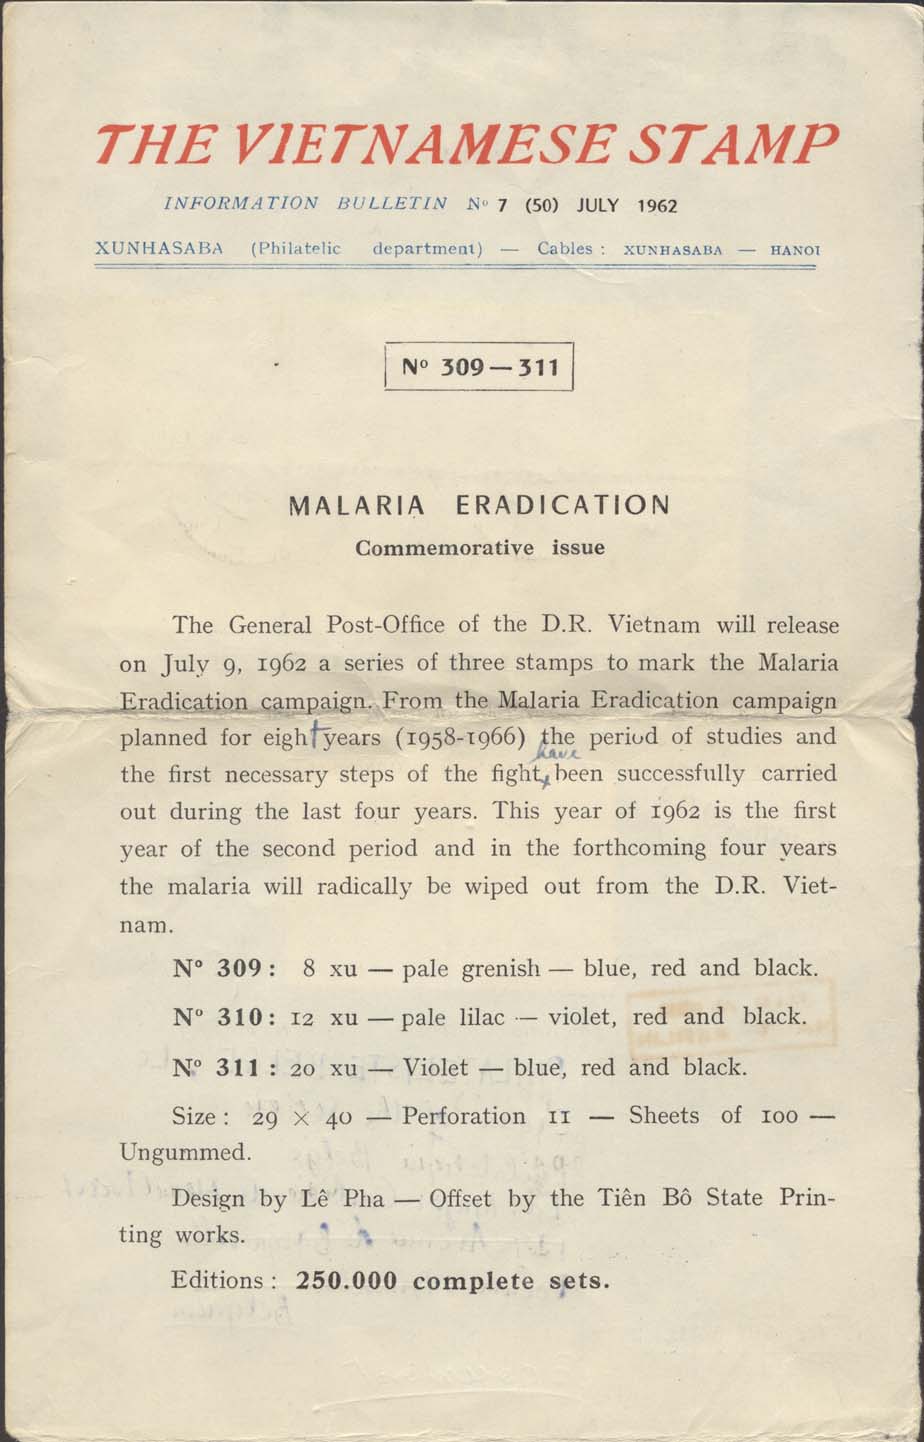 THE VIETNAMESE STAMP
INFORMATION BULLETIN Nº 7 (50) JULY 1962
XUNHASABA (Philatelic department) — Cables : XUNHASABA — HANOI
Nº 309 — 311
MALARIA ERADICATION
Commemorative issue
The General Post-Office of the D.R. Vietnam will release
on July 9, 1962 a series of three stamps to mark the Malaria
Eradication campaign. From the Malaria Eradication campaign
planned for eight years (1958-1966) the period of studies and
have
the first necessary steps of the fight, been successfully carried
out during the last four years. This year of 1962 is the first
year of the second period and in the forthcoming four years
the malaria will radically be wiped out from the D.R. Viet-
nam.
Nº 309 : 8 xu — pale grenish — blue, red and black.
Nº 310 : 12 xu — pale lilac — violet, red and black.
Nº 311 : 20 xu — Violet — blue, red and black.
Size : 29 × 40 — Perforation 11 — Sheets of 100 —
Ungummed.
Design by Lê Pha — Offset by the Tiên Bô State Prin-
ting works.
Editions : 250.000 complete sets.